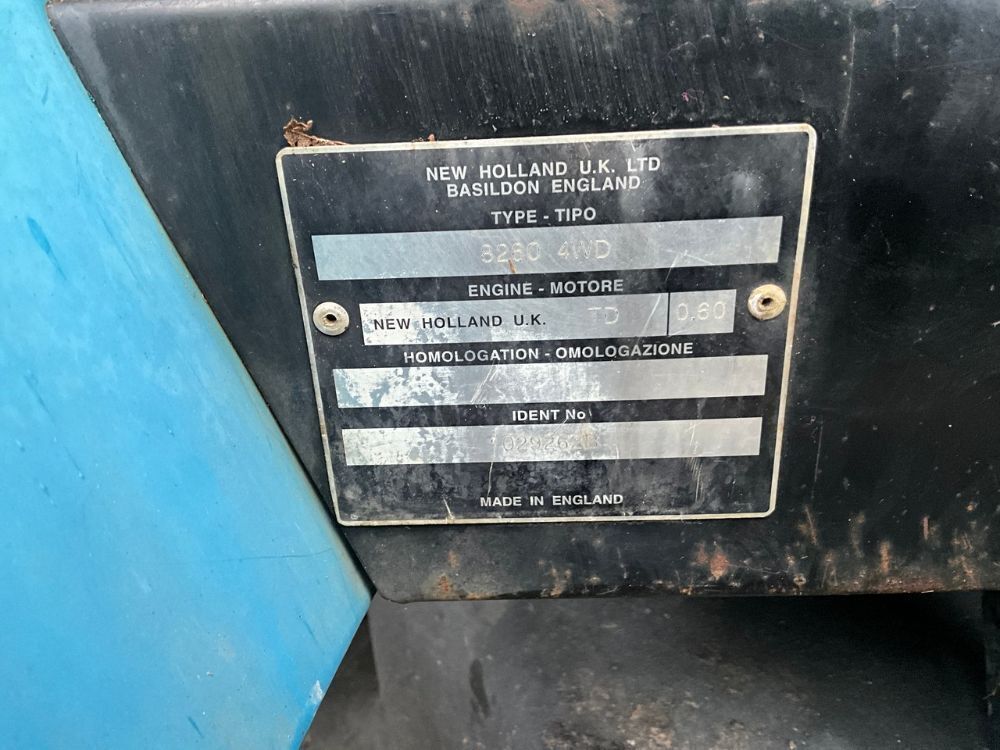 NEW HOLLAND U.K. LTD
BASILDON ENGLAND
TYPE - TIPO
8260 4WD
ENGINE - MOTORE
NEW HOLLAND U.K. TD 0.60
HOMOLOGATION - OMOLOGAZIONE
IDENT No
MADE IN ENGLAND